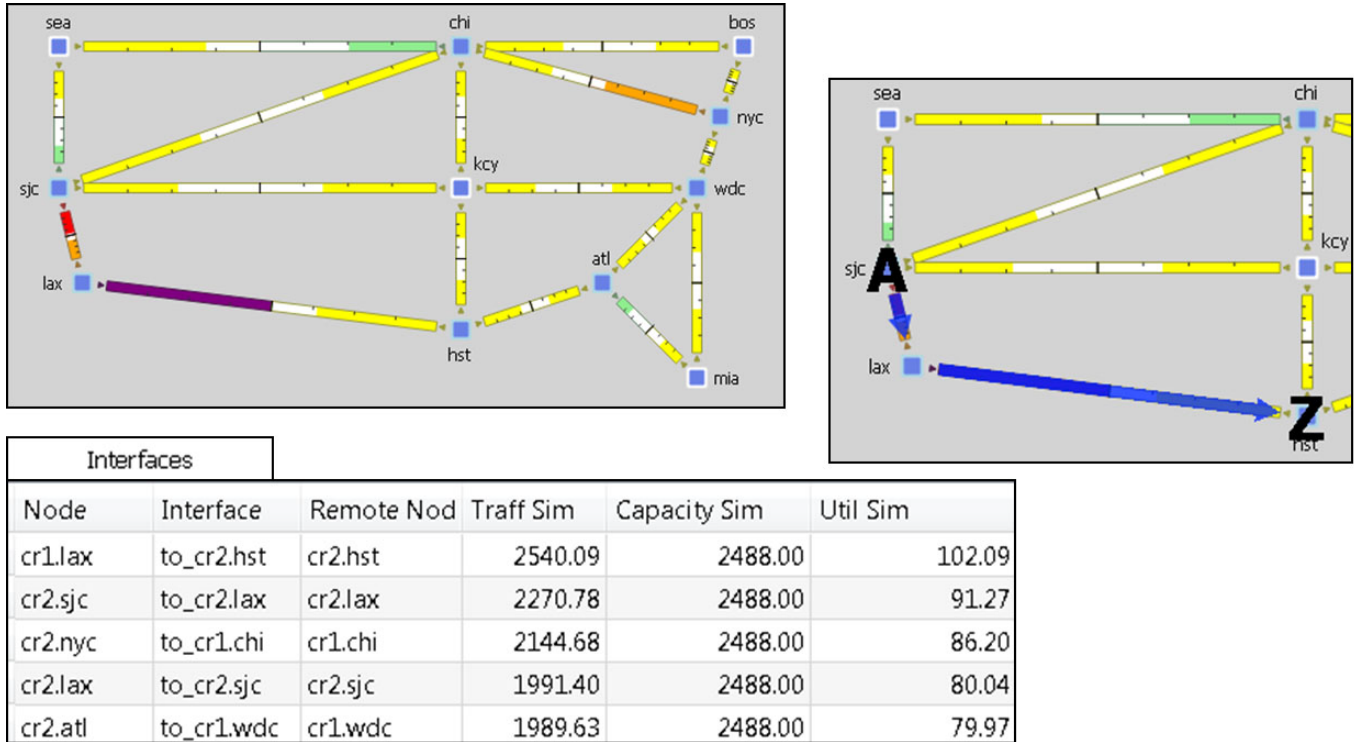 sea
chi
bos
nyc
kcy
sjc
wdc
atl
lax
hst
mia
sea
chi
kcy
sjc
A
lax
Z
hst
Interfaces
Node Interface Remote Nod Traff Sim Capacity Sim Util Sim
cr1.lax to_cr2.hst cr2.hst 2540.09 2488.00 102.09
cr2.sjc to_cr2.lax cr2.lax 2270.78 2488.00 91.27
cr2.nyc to_cr1.chi cr1.chi 2144.68 2488.00 86.20
cr2.lax to_cr2.sjc cr2.sjc 1991.40 2488.00 80.04
cr2.atl to_cr1.wdc cr1.wdc 1989.63 2488.00 79.97